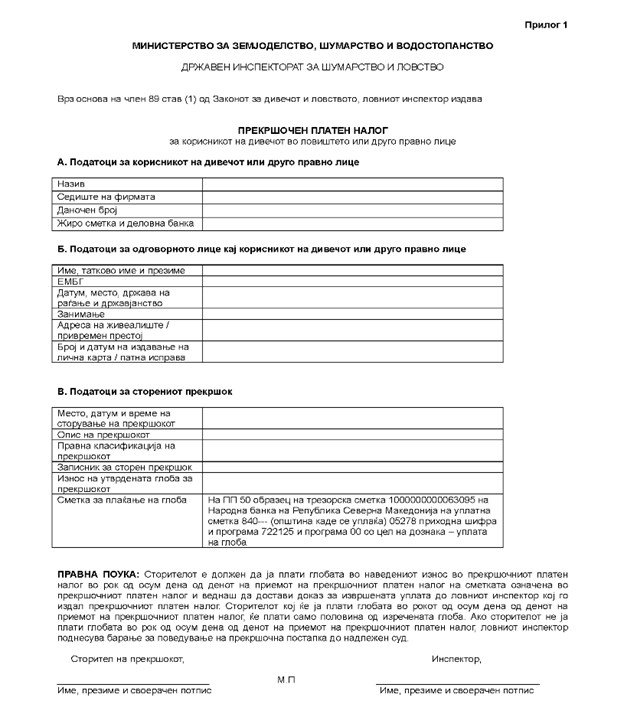 Прилог 1
МИНИСТЕРСТВО ЗА ЗЕМЈОДЕЛСТВО, ШУМАРСТВО И ВОДОСТОПАНСТВО
ДРЖАВЕН ИНСПЕКТОРАТ ЗА ШУМАРСТВО И ЛОВСТВО
Врз основа на член 89 став (1) од Законот за дивечот и ловството, ловниот инспектор издава
ПРЕКРШОЧЕН ПЛАТЕН НАЛОГ
за корисникот на дивечот во ловиштето или друго правно лице
А. Податоци за корисникот на дивечот или друго правно лице
Назив
Седиште на фирмата
Даночен број
Жиро сметка и деловна банка
Б. Податоци за одговорното лице кај корисникот на дивечот или друго правно лице
Име, татково име и презиме
ЕМБГ
Датум, место, држава на
раѓање и државјанство
Занимање
Адреса на живеалиште /
привремен престој
Број и датум на издавање на
лична карта / патна исправа
В. Податоци за сторениот прекршок
Место, датум и време на
сторување на прекршокот
Опис на прекршокот
Правна класификација на
прекршокот
Записник за сторен прекршок
Износ на утврдената глоба за
прекршокот
Сметка за плаќање на глоба
На ПП 50 образец на трезорска сметка 1000000000063095 на
Народна банка на Република Северна Македонија на уплатна
сметка 840--- (општина каде се уплаќа) 05278 приходна шифра
и програма 722125 и програма 00 со цел на дознака – уплата
на глоба
ПРАВНА ПОУКА: Сторителот е должен да ја плати глобата во наведениот износ во прекршочниот платен
налог во рок од осум дена од денот на приемот на прекршочниот платен налог на сметката означена во
прекршочниот платен налог и веднаш да достави доказ за извршената уплата до ловниот инспектор кој го
издал прекршочниот платен налог. Сторителот кој ќе ја плати глобата во рокот од осум дена од денот на
приемот на прекршочниот платен налог, ќе плати само половина од изречената глоба. Ако сторителот не ја
плати глобата во рок од осум дена од денот на приемот на прекршочниот платен налог, ловниот инспектор
поднесува барање за поведување на прекршочна постапка до надлежен суд.
Сторител на прекршокот, Инспектор,
М.П
Име, презиме и своерачен потпис Име, презиме и своерачен потпис